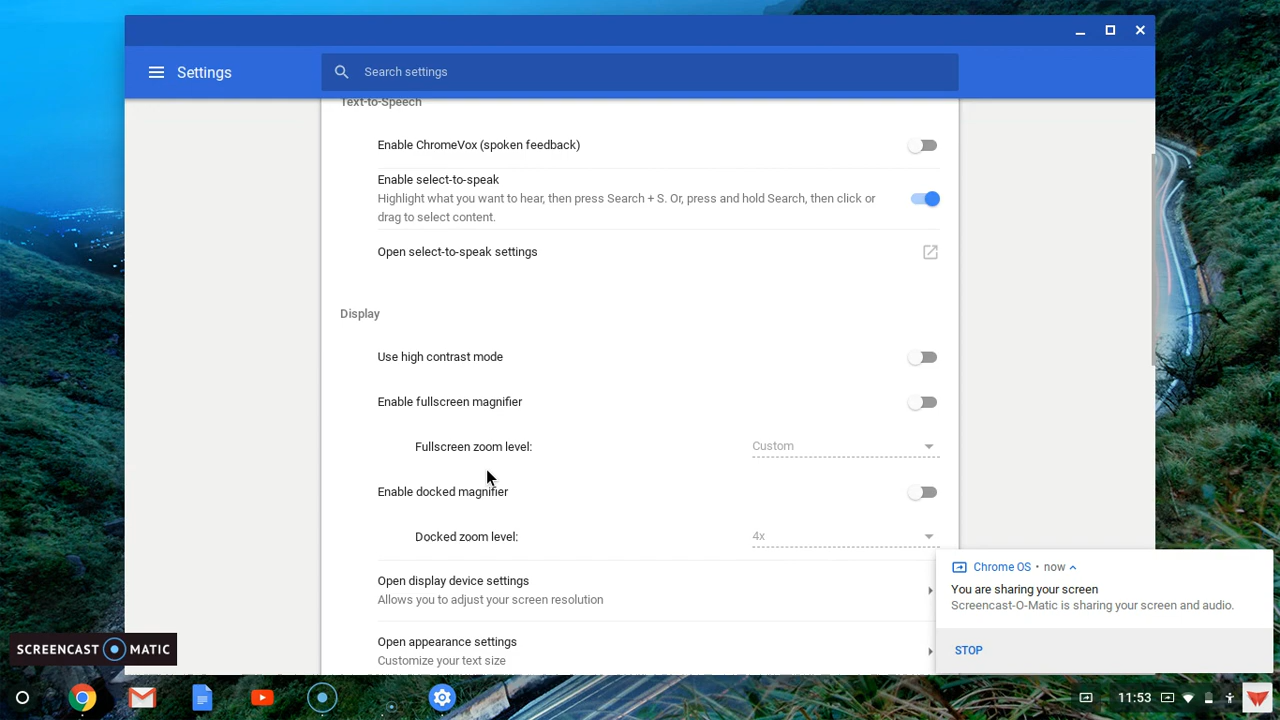 Settings
Search settings
Text-to-Speech
Enable ChromeVox (spoken feedback)
Enable select-to-speak
Highlight what you want to hear, then press Search + S. Or, press and hold Search, then click or
drag to select content.
Open select-to-speak settings
Display
Use high contrast mode
Enable fullscreen magnifier
Fullscreen zoom level:
Custom
Enable docked magnifier
Docked zoom level:
4x
Open display device settings
Allows you to adjust your screen resolution
Open appearance settings
Customize your text size
Chrome OS • now
You are sharing your screen
Screencast-O-Matic is sharing your screen and audio.
STOP
SCREENCAST MATIC
11:53